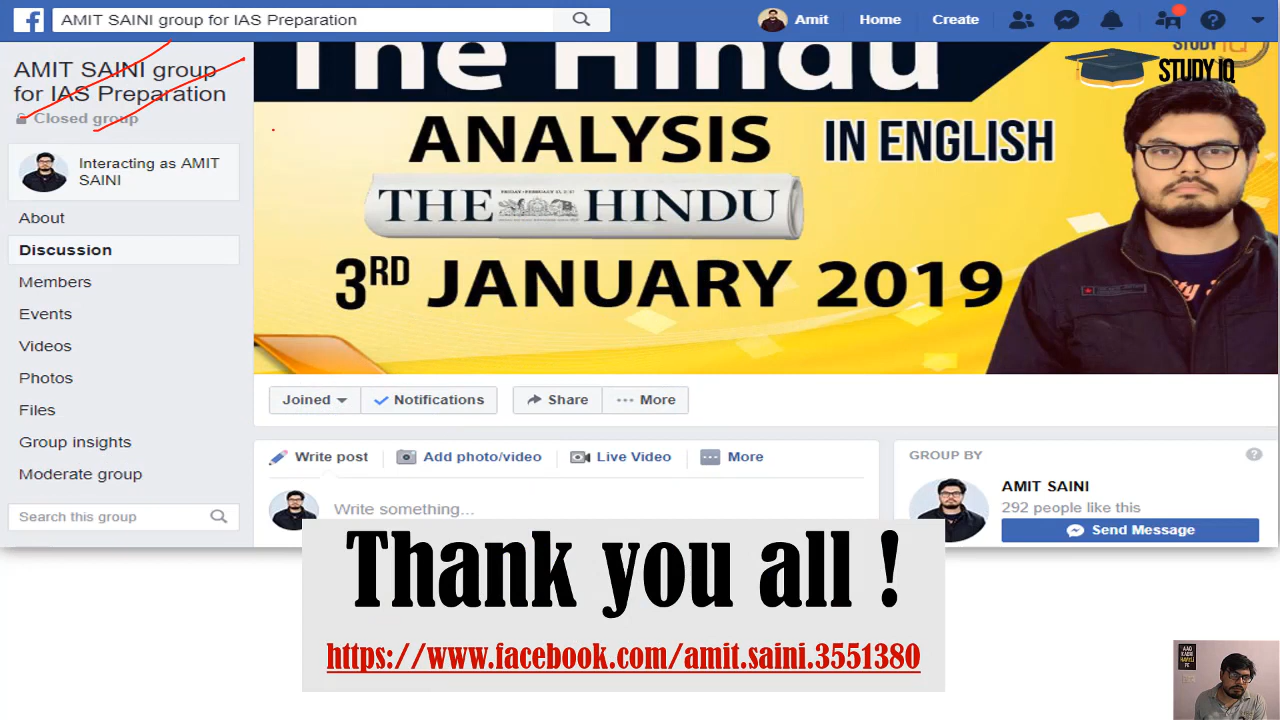 AMIT SAINI group for IAS Preparation
Amit
Home
Create
AMIT SAINI group
for IAS Preparation
Closed group
Interacting as AMIT
SAINI
About
Discussion
Members
Events
Videos
Photos
Files
Group insights
Moderate group
Search this group
The Hindu
STUDY IQ
STUDY IQ
ANALYSIS
IN ENGLISH
THE HINDU
3RD JANUARY 2019
Joined
Notifications
Share
More
Write post
Add photo/video
Live Video
More
Write something...
GROUP BY
AMIT SAINI
292 people like this
Send Message
Thank you all !
https://www.facebook.com/amit.saini.3551380